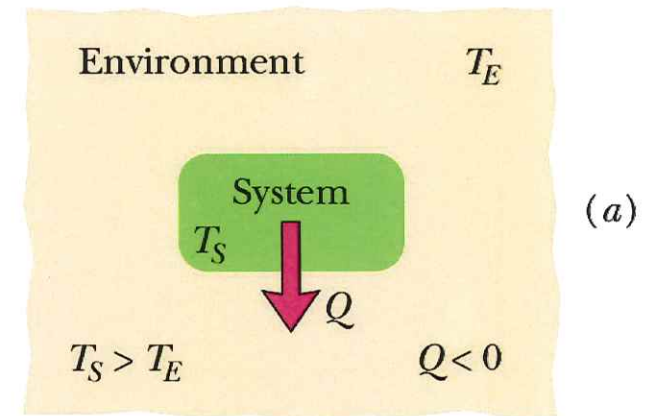 Environment T_E
System
T_S
Q
(a)
T_S > T_E Q < 0